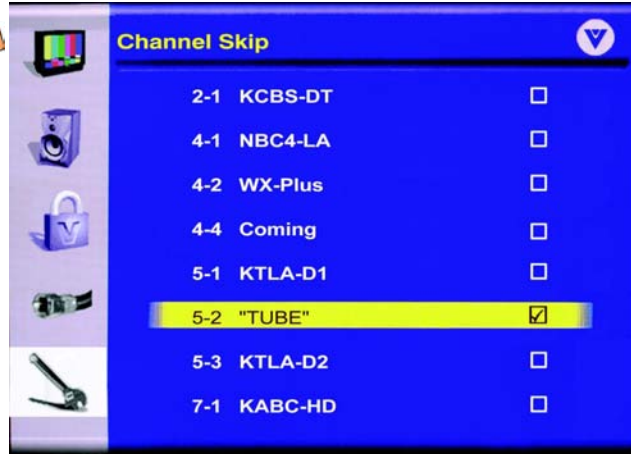 Channel Skip
V
2-1 KCBS-DT
4-1 NBC4-LA
4-2 WX-Plus
4-4 Coming
5-1 KTLA-D1
5-2 "TUBE"
5-3 KTLA-D2
7-1 KABC-HD
V